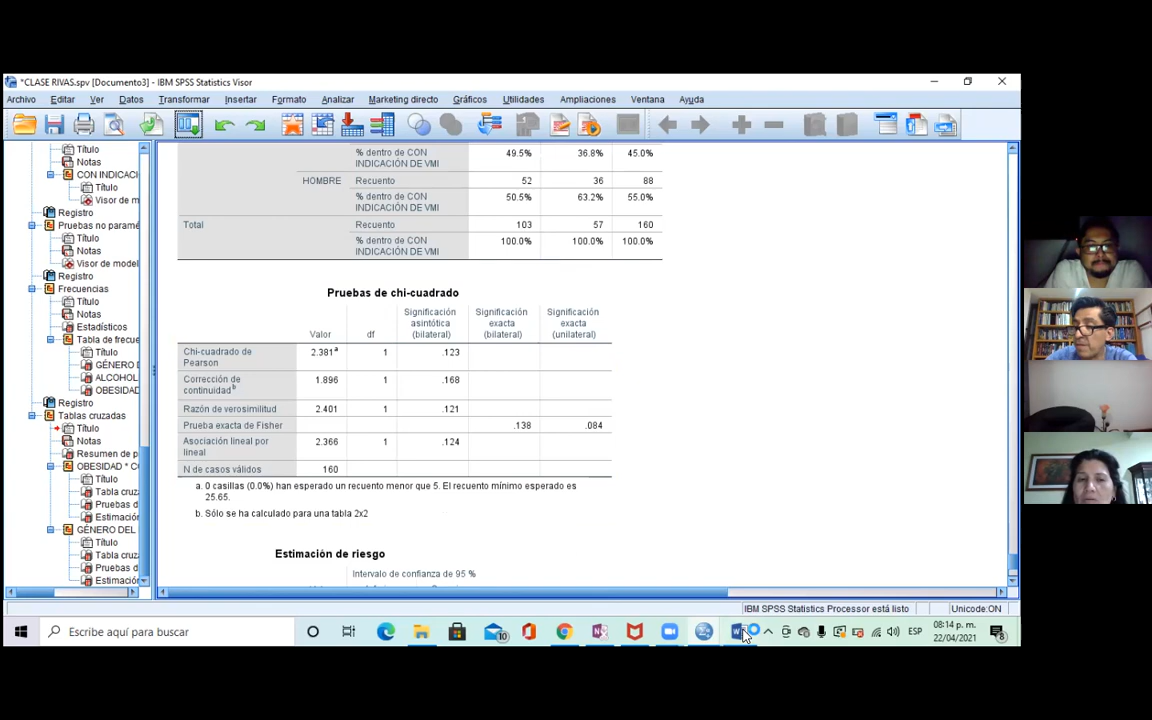 *CLASE RIVAS.spv [Documento3] - IBM SPSS Statistics Visor
Archivo Editar Ver Datos Transformar Insertar Formato Analizar Marketing directo Gráficos Utilidades Ampliaciones Ventana Ayuda
Título
Notas
CON INDICACI
Título
Visor de m
Registro
Pruebas no paramé
Título
Notas
Visor de model
Registro
Frecuencias
Título
Notas
Estadísticos
Tabla de frecue
Título
GÉNERO D
ALCOHOL
OBESIDAD
Registro
Tablas cruzadas
Título
Notas
Resumen de p
OBESIDAD * C
Título
Tabla cruz
Pruebas d
Estimació
GÉNERO DEL
Título
Tabla cruz
Pruebas d
Estimació
% dentro de CON 49.5% 36.8% 45.0%
INDICACIÓN DE VMI
HOMBRE Recuento 52 36 88
% dentro de CON 50.5% 63.2% 55.0%
INDICACIÓN DE VMI
Total Recuento 103 57 160
% dentro de CON 100.0% 100.0% 100.0%
INDICACIÓN DE VMI
Pruebas de chi-cuadrado
Significación Significación Significación
asintótica exacta exacta
Valor df (bilateral) (bilateral) (unilateral)
Chi-cuadrado de 2.381a 1 .123
Pearson
Corrección de 1.896 1 .168
continuidadb
Razón de verosimilitud 2.401 1 .121
Prueba exacta de Fisher .138 .084
Asociación lineal por 2.366 1 .124
lineal
N de casos válidos 160
a. 0 casillas (0.0%) han esperado un recuento menor que 5. El recuento mínimo esperado es
25.65.
b. Sólo se ha calculado para una tabla 2x2
Estimación de riesgo
Intervalo de confianza de 95 %
IBM SPSS Statistics Processor está listo Unicode:ON
Escribe aquí para buscar
10
ESP
08:14 p. m.
22/04/2021
8